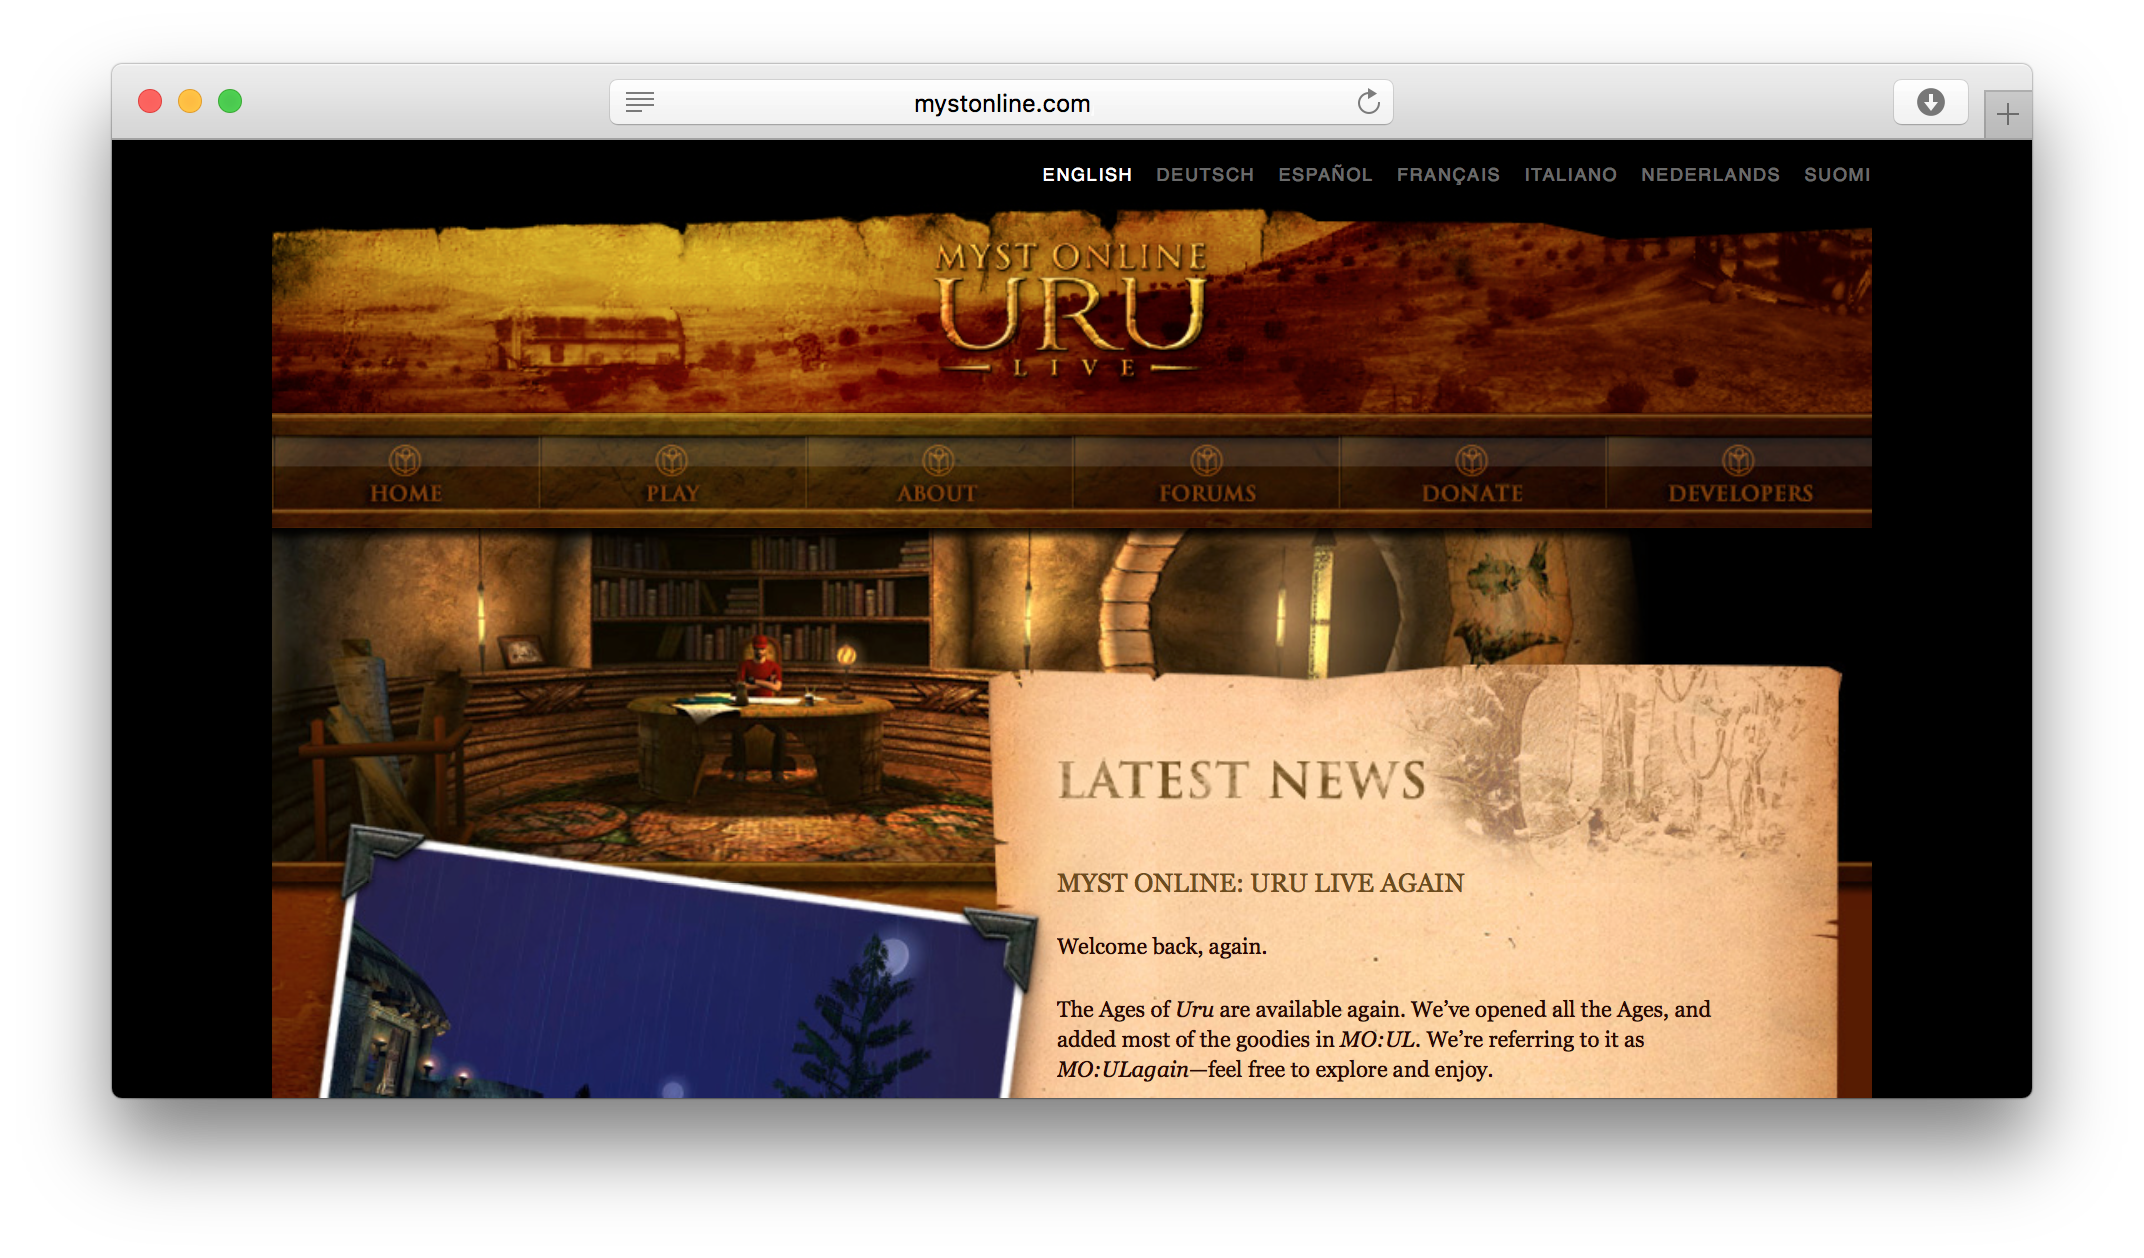 mystonline.com
ENGLISH DEUTSCH ESPAÑOL FRANÇAIS ITALIANO NEDERLANDS SUOMI
MYST ONLINE
URU
LIVE
HOME PLAY ABOUT FORUMS DONATE DEVELOPERS
LATEST NEWS
MYST ONLINE: URU LIVE AGAIN
Welcome back, again.
The Ages of Uru are available again. We’ve opened all the Ages, and
added most of the goodies in MO:UL. We’re referring to it as
MO:ULagain—feel free to explore and enjoy.